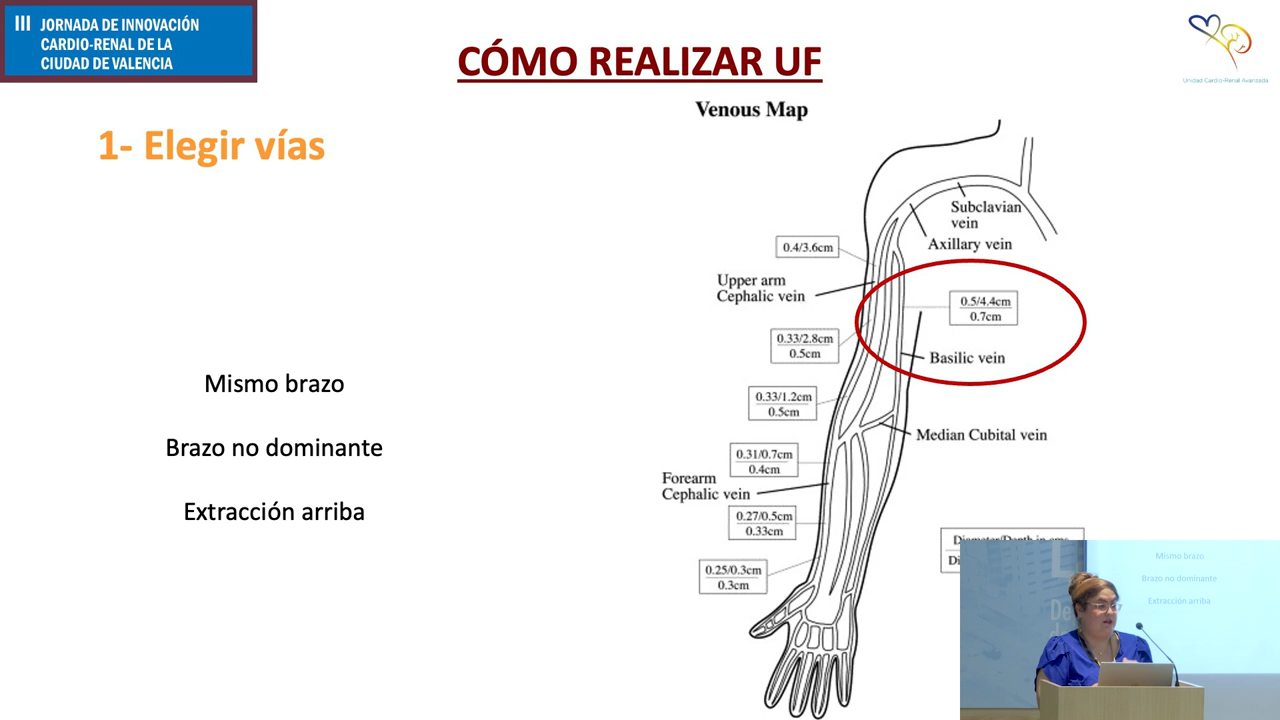 III JORNADA DE INNOVACIÓN
CARDIO-RENAL DE LA
CIUDAD DE VALENCIA
CÓMO REALIZAR UF
Unidad Cardio-Renal Avanzada
1- Elegir vías
Mismo brazo
Brazo no dominante
Extracción arriba
Venous Map
Subclavian
vein
Axillary vein
0.4/3.6cm
Upper arm
Cephalic vein
0.5/4.4cm
0.7cm
0.33/2.8cm
0.5cm
Basilic vein
0.33/1.2cm
0.5cm
Median Cubital vein
0.31/0.7cm
0.4cm
Forearm
Cephalic vein
0.27/0.5cm
0.33cm
0.25/0.3cm
0.3cm
Mismo brazo
Brazo no dominante
Extracción arriba